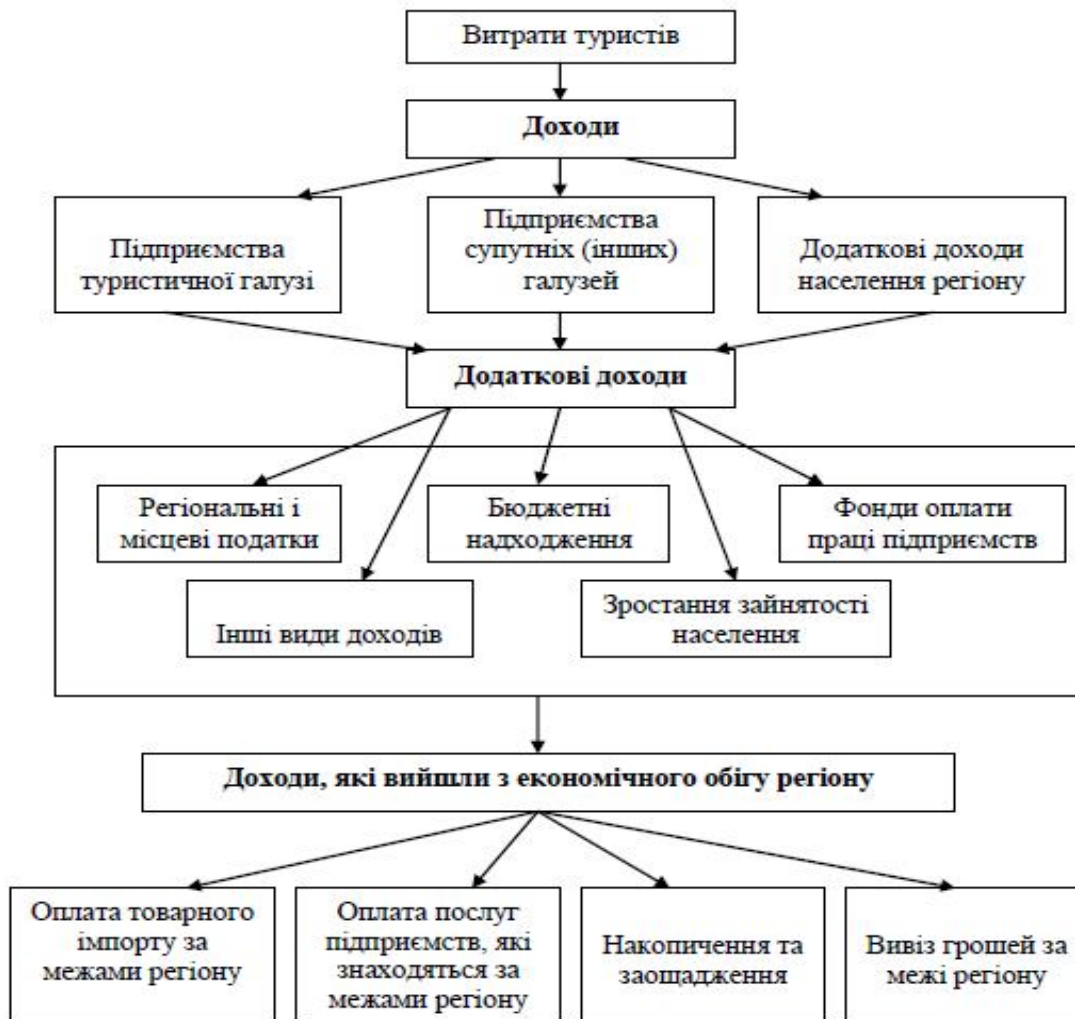 Витрати туристів
Доходи
Підприємства
туристичної галузі
Підприємства
супутніх (інших)
галузей
Додаткові доходи
населення регіону
Додаткові доходи
Регіональні і
місцеві податки
Бюджетні
надходження
Фонди оплати
праці підприємств
Інші види доходів
Зростання зайнятості
населення
Доходи, які вийшли з економічного обігу регіону
Оплата товарного
імпорту за
межами регіону
Оплата послуг
підприємств, які
знаходяться за
межами регіону
Накопичення та
заощадження
Вивіз грошей за
межі регіону